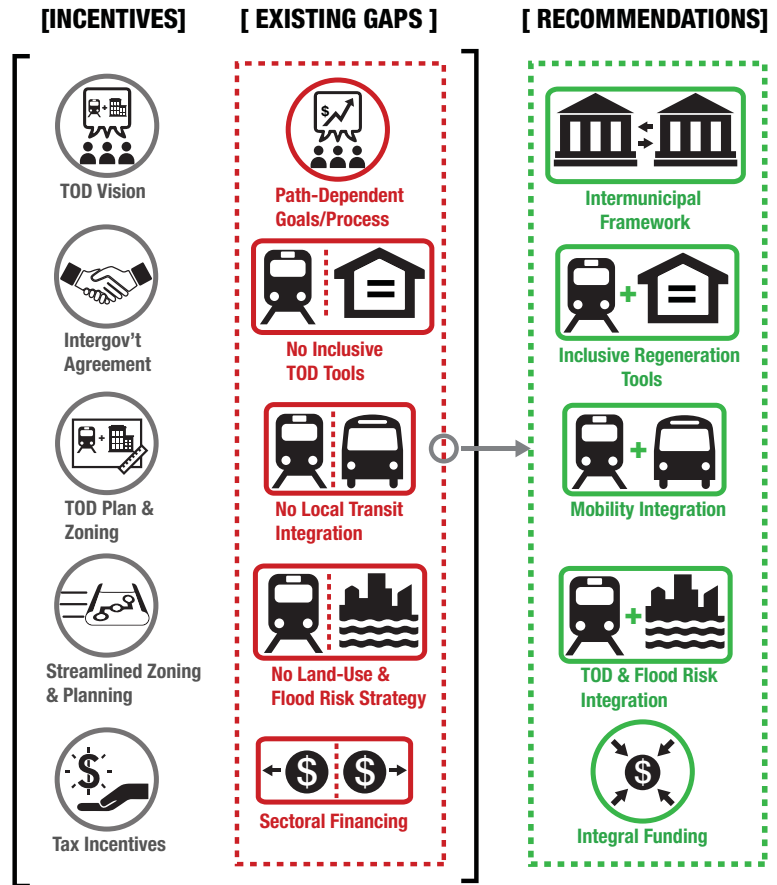 [INCENTIVES]
[ EXISTING GAPS ]
[ RECOMMENDATIONS]
TOD Vision
Intergov't
Agreement
TOD Plan &
Zoning
Streamlined Zoning
& Planning
$
Tax Incentives
$
Path-Dependent
Goals/Process
No Inclusive
TOD Tools
No Local Transit
Integration
No Land-Use &
Flood Risk Strategy
$ $
Sectoral Financing
Intermunicipal
Framework
Inclusive Regeneration
Tools
Mobility Integration
TOD & Flood Risk
Integration
$
Integral Funding